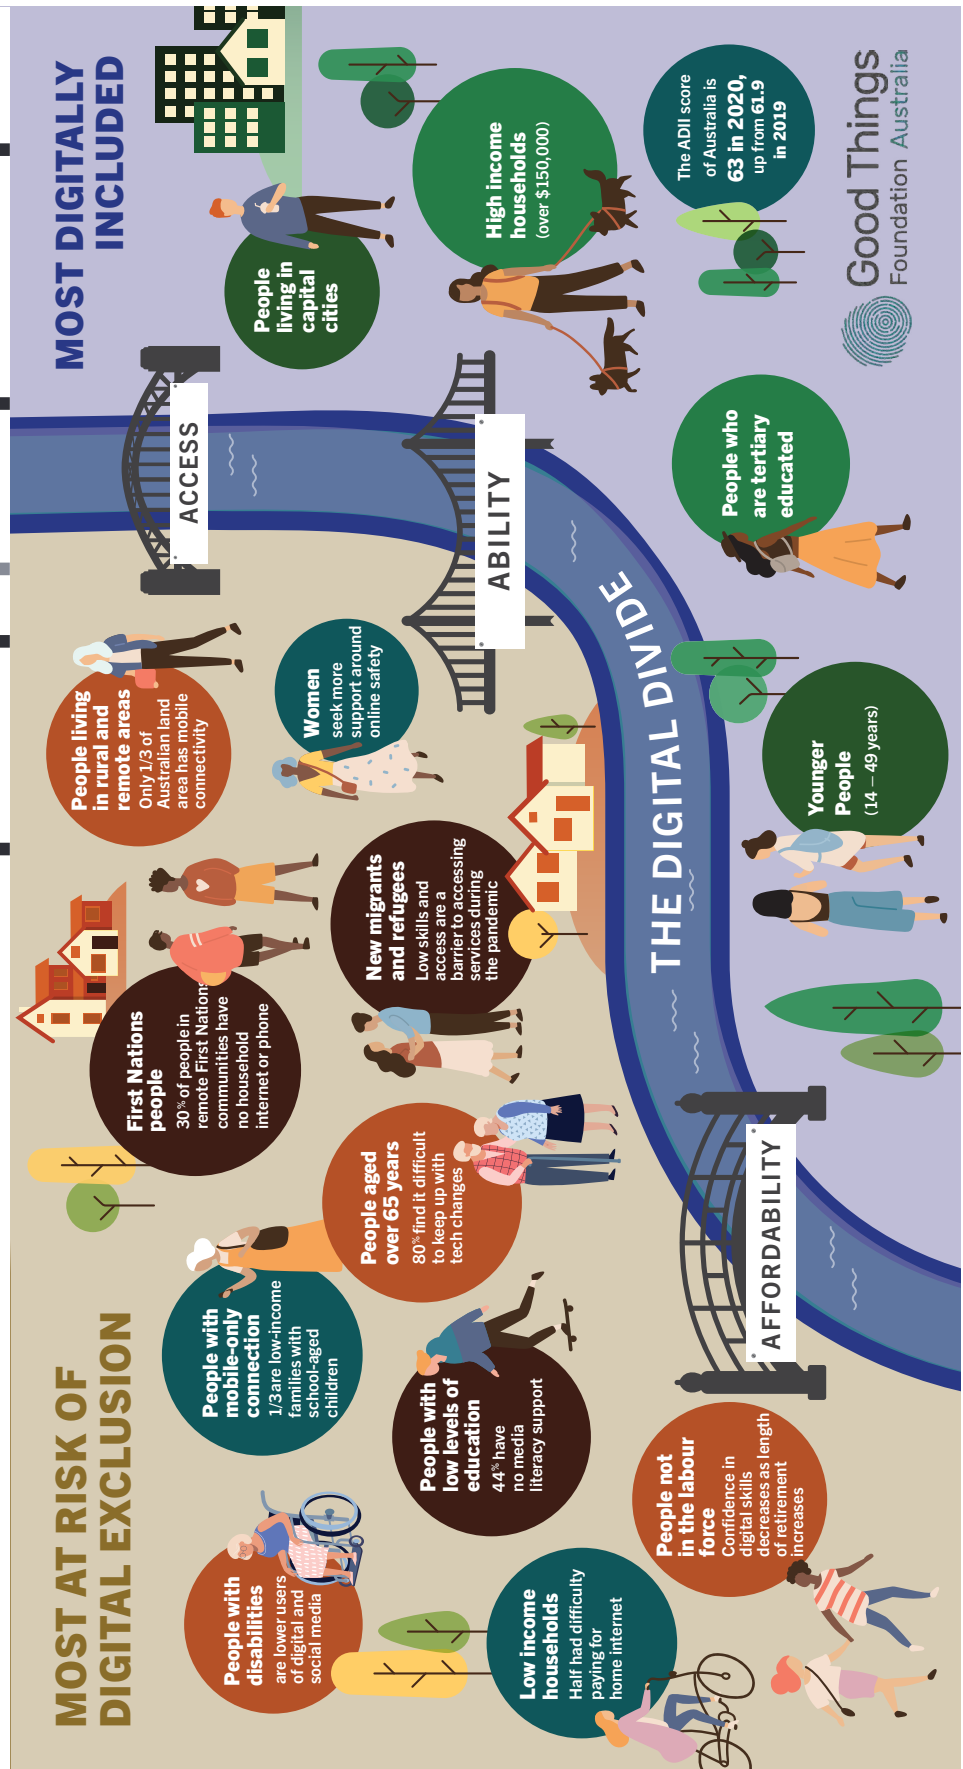 MOST AT RISK OF
DIGITAL EXCLUSION
MOST DIGITALLY
INCLUDED
People with
disabilities
are lower users
of digital and
social media
People with
mobile-only
connection
1/3 are low-income
families with
school-aged
children
First Nations
people
30% of people in
remote First Nations
communities have
no household
internet or phone
People living
in rural and
remote areas
Only 1/3 of
Australian land
area has mobile
connectivity
ACCESS
People
living in
capital
cities
Women
seek more
support around
online safety
New migrants
and refugees
Low skills and
access are a
barrier to accessing
services during
the pandemic
People aged
over 65 years
80% find it difficult
to keep up with
tech changes
People with
low levels of
education
44% have
no media
literacy support
Low income
households
Half had difficulty
paying for
home internet
ABILITY
High income
households
(over $150,000)
People not
in the labour
force
Confidence in
digital skills
decreases as length
of retirement
increases
THE DIGITAL DIVIDE
AFFORDABILITY
The ADII score
of Australia is
63 in 2020,
up from 61.9
in 2019
People who
are tertiary
educated
Younger
People
(14 – 49 years)
Good Things
Foundation Australia